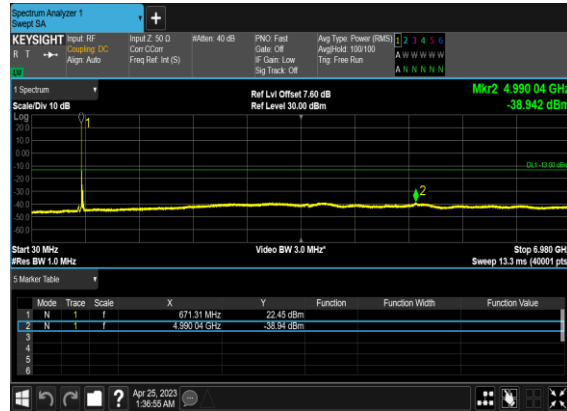 Spectrum Analyzer 1
Swept SA
+
KEYSIGHT
R T
Input: RF
Coupling: DC
Align: Auto
Input Z: 50 Ω
Corr CCorr
Freq Ref: Int (S)
#Atten: 40 dB
PNO: Fast
Gate: Off
IF Gain: Low
Sig Track: Off
Avg Type: Power (RMS)
Avg|Hold: 100/100
Trig: Free Run
1 2 3 4 5 6
A W W W W W
A N N N N N
1 Spectrum
Scale/Div 10 dB
Ref Lvl Offset 7.60 dB
Ref Level 30.00 dBm
Mkr2 4.990 04 GHz
-38.942 dBm
Log
20.0
10.0
0.00
-10.0
-20.0
-30.0
-40.0
-50.0
-60.0
1
2
DL1 -13.00 dBm
Start 30 MHz
#Res BW 1.0 MHz
Video BW 3.0 MHz*
Stop 6.980 GHz
Sweep 13.3 ms (40001 pts)
5 Marker Table
Mode Trace Scale X Y Function Function Width Function Value
1 N 1 f 671.31 MHz 22.45 dBm
2 N 1 f 4.990 04 GHz -38.94 dBm
3
4
5
6
?
Apr 25, 2023
1:36:55 AM